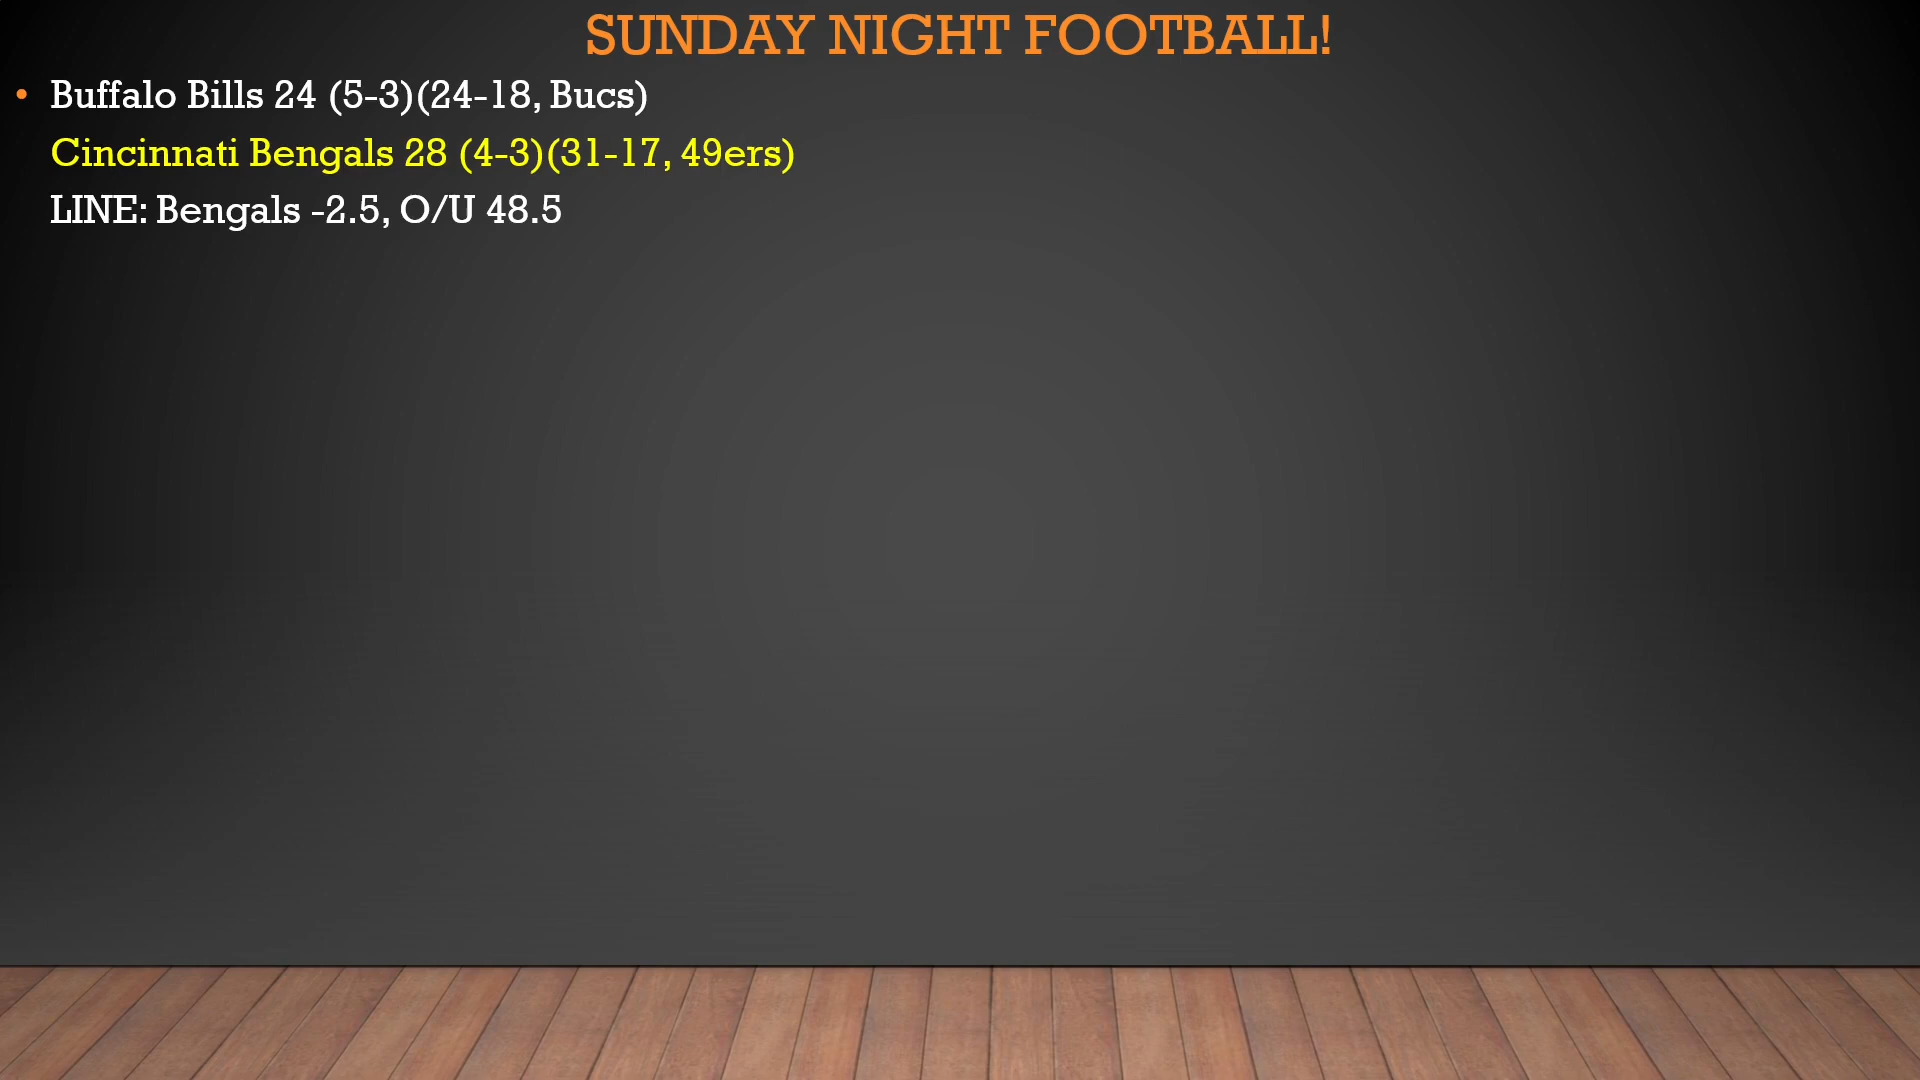 SUNDAY NIGHT FOOTBALL!
• Buffalo Bills 24 (5-3)(24-18, Bucs)
Cincinnati Bengals 28 (4-3)(31-17, 49ers)
LINE: Bengals -2.5, O/U 48.5